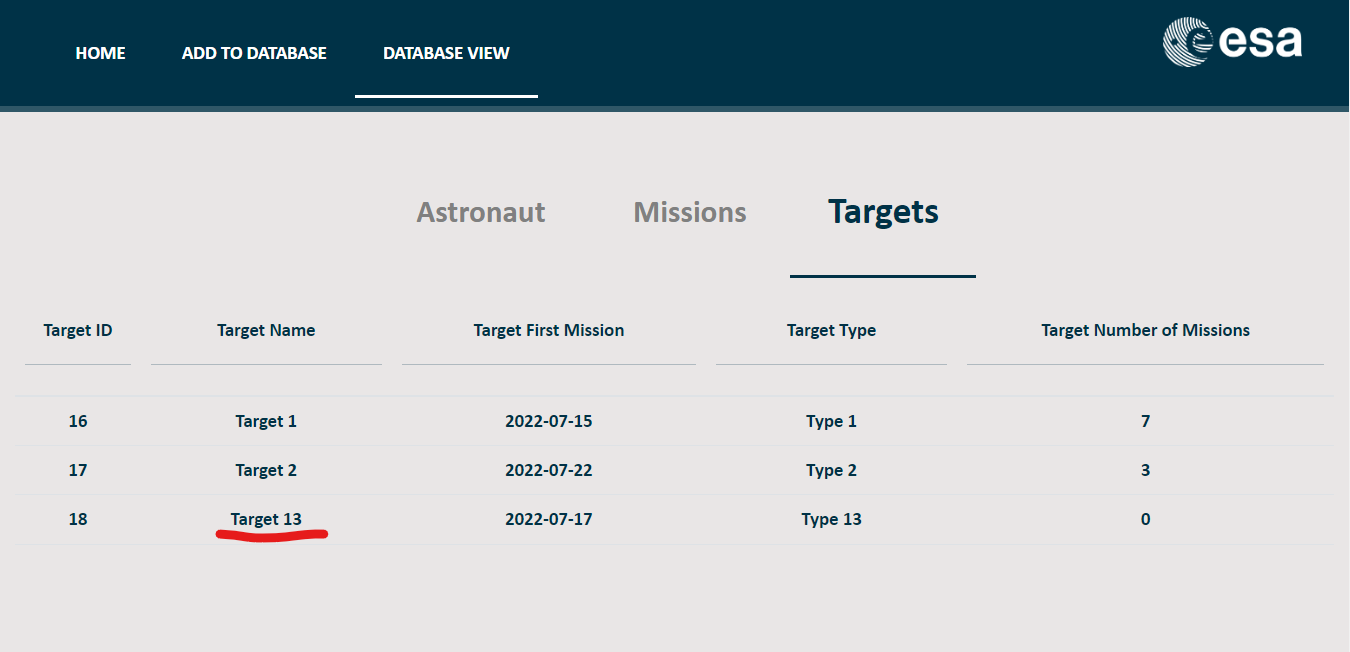 HOME ADD TO DATABASE DATABASE VIEW esa
Astronaut Missions Targets
Target ID Target Name Target First Mission Target Type Target Number of Missions
16 Target 1 2022-07-15 Type 1 7
17 Target 2 2022-07-22 Type 2 3
18 Target 13 2022-07-17 Type 13 0